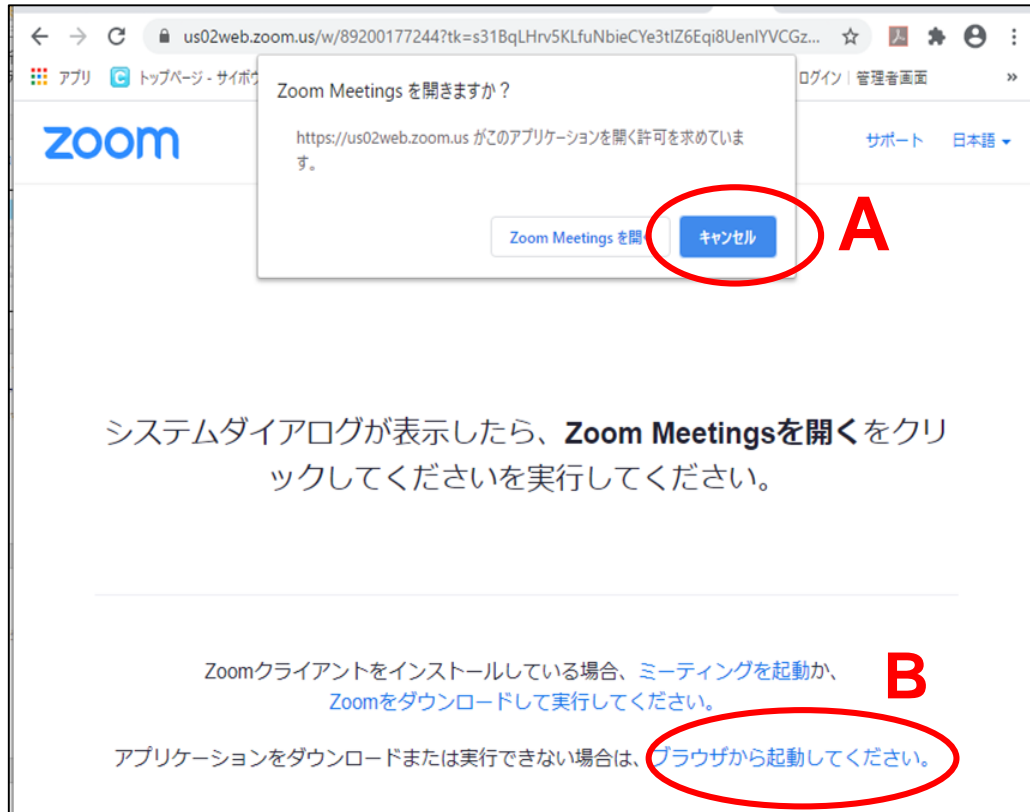 us02web.zoom.us/w/89200177244?tk=s31BqLHrv5KLfuNbieCYe3tIZ6Eqi8UenIYVCGz...
アプリ トップページ - サイボウ ログイン | 管理者画面 »
zoom サポート 日本語
Zoom Meetings を開きますか?
https://us02web.zoom.us がこのアプリケーションを開く許可を求めていま
す。
Zoom Meetings を開 キャンセル A
システムダイアログが表示したら、Zoom Meetingsを開くをクリ
ックしてくださいを実行してください。
B
Zoomクライアントをインストールしている場合、ミーティングを起動か、
Zoomをダウンロードして実行してください。
アプリケーションをダウンロードまたは実行できない場合は、ブラウザから起動してください。